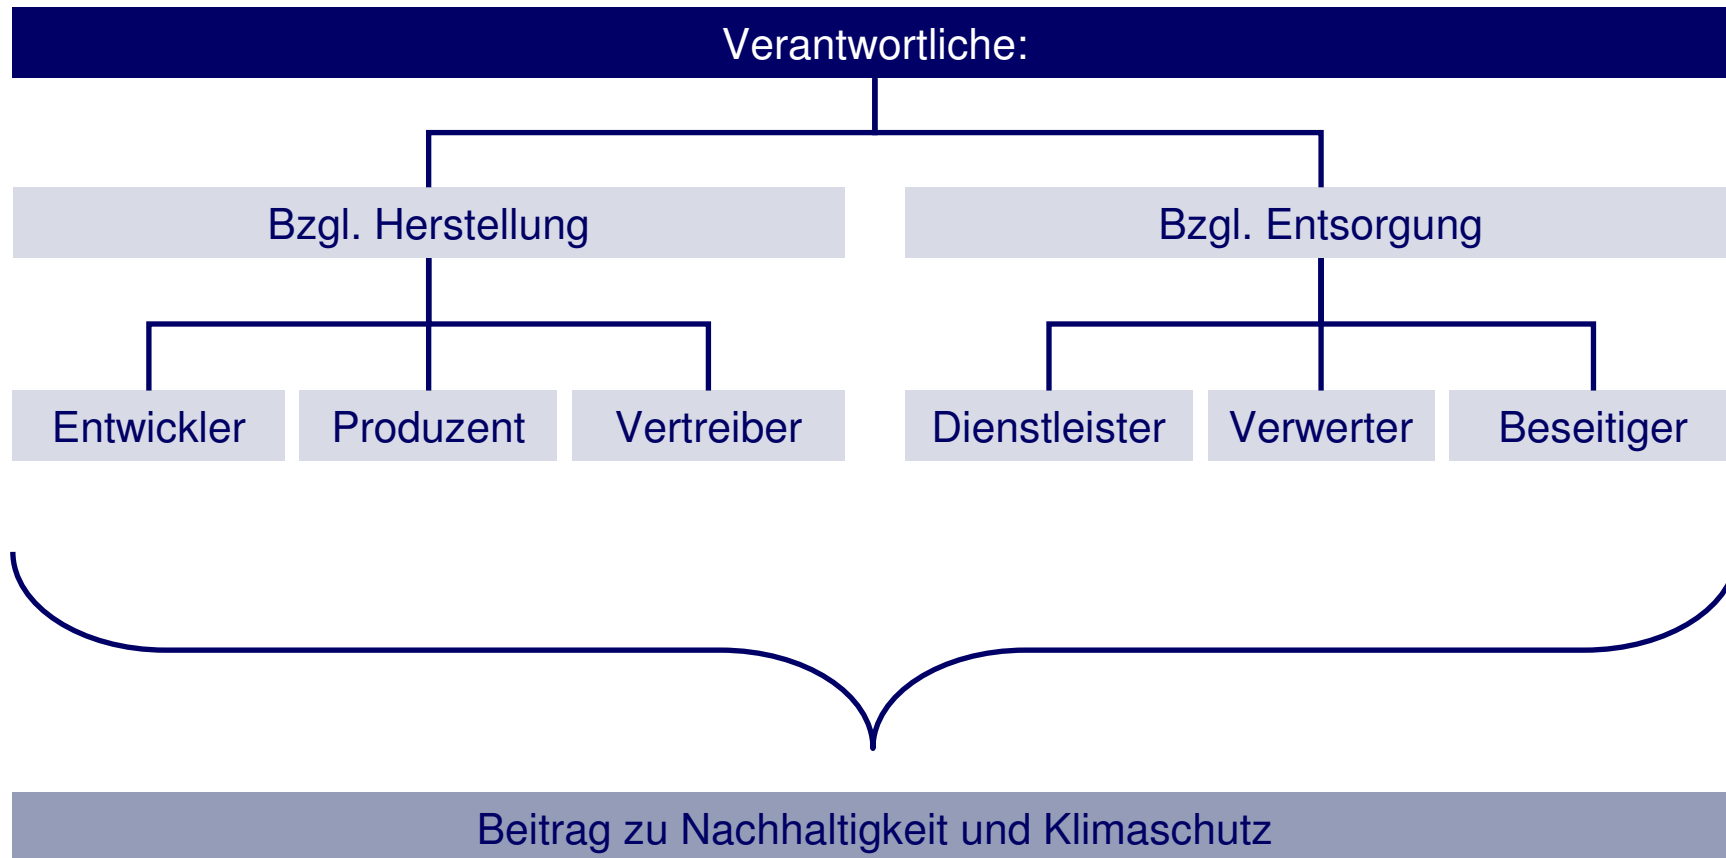 Verantwortliche:
Bzgl. Herstellung
Bzgl. Entsorgung
Entwickler
Produzent
Vertreiber
Dienstleister
Verwerter
Beseitiger
Beitrag zu Nachhaltigkeit und Klimaschutz